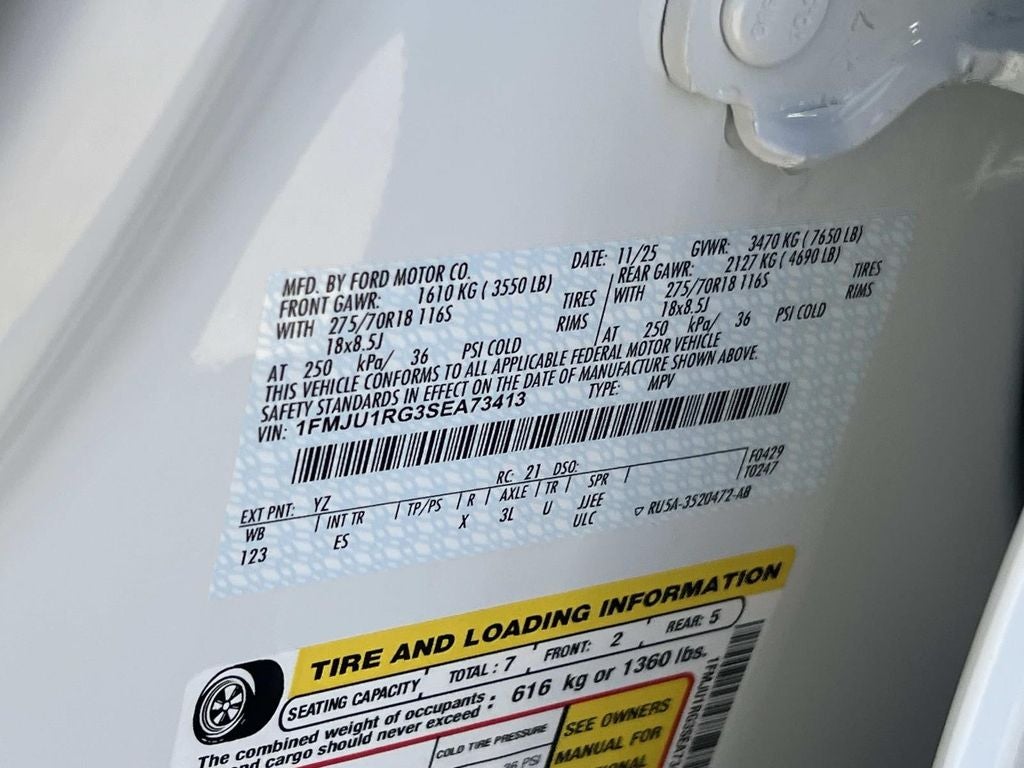 MFD. BY FORD MOTOR CO. DATE: 11/25 GVWR: 3470 KG ( 7650 LB)
FRONT GAWR: 1610 KG ( 3550 LB) REAR GAWR: 2127 KG ( 4690 LB)
WITH 275/70R18 116S TIRES WITH 275/70R18 116S TIRES
18x8.5J RIMS 18x8.5J RIMS
AT 250 kPa/ 36 PSI COLD AT 250 kPa/ 36 PSI COLD
THIS VEHICLE CONFORMS TO ALL APPLICABLE FEDERAL MOTOR VEHICLE
SAFETY STANDARDS IN EFFECT ON THE DATE OF MANUFACTURE SHOWN ABOVE.
VIN: 1FMJU1RG3SEA73413 TYPE: MPV
EXT PNT: YZ RC: 21 DSO: F0429
WB INT TR TP/PS R AXLE TR SPR T0247
123 ES X 3L U JJEE RU5A-3520472-AB
ULC
TIRE AND LOADING INFORMATION
SEATING CAPACITY TOTAL : 7 FRONT: 2 REAR: 5
The combined weight of occupants
and cargo should never exceed : 616 kg or 1360 lbs.
COLD TIRE PRESSURE SEE OWNERS
36 PSI MANUAL FOR